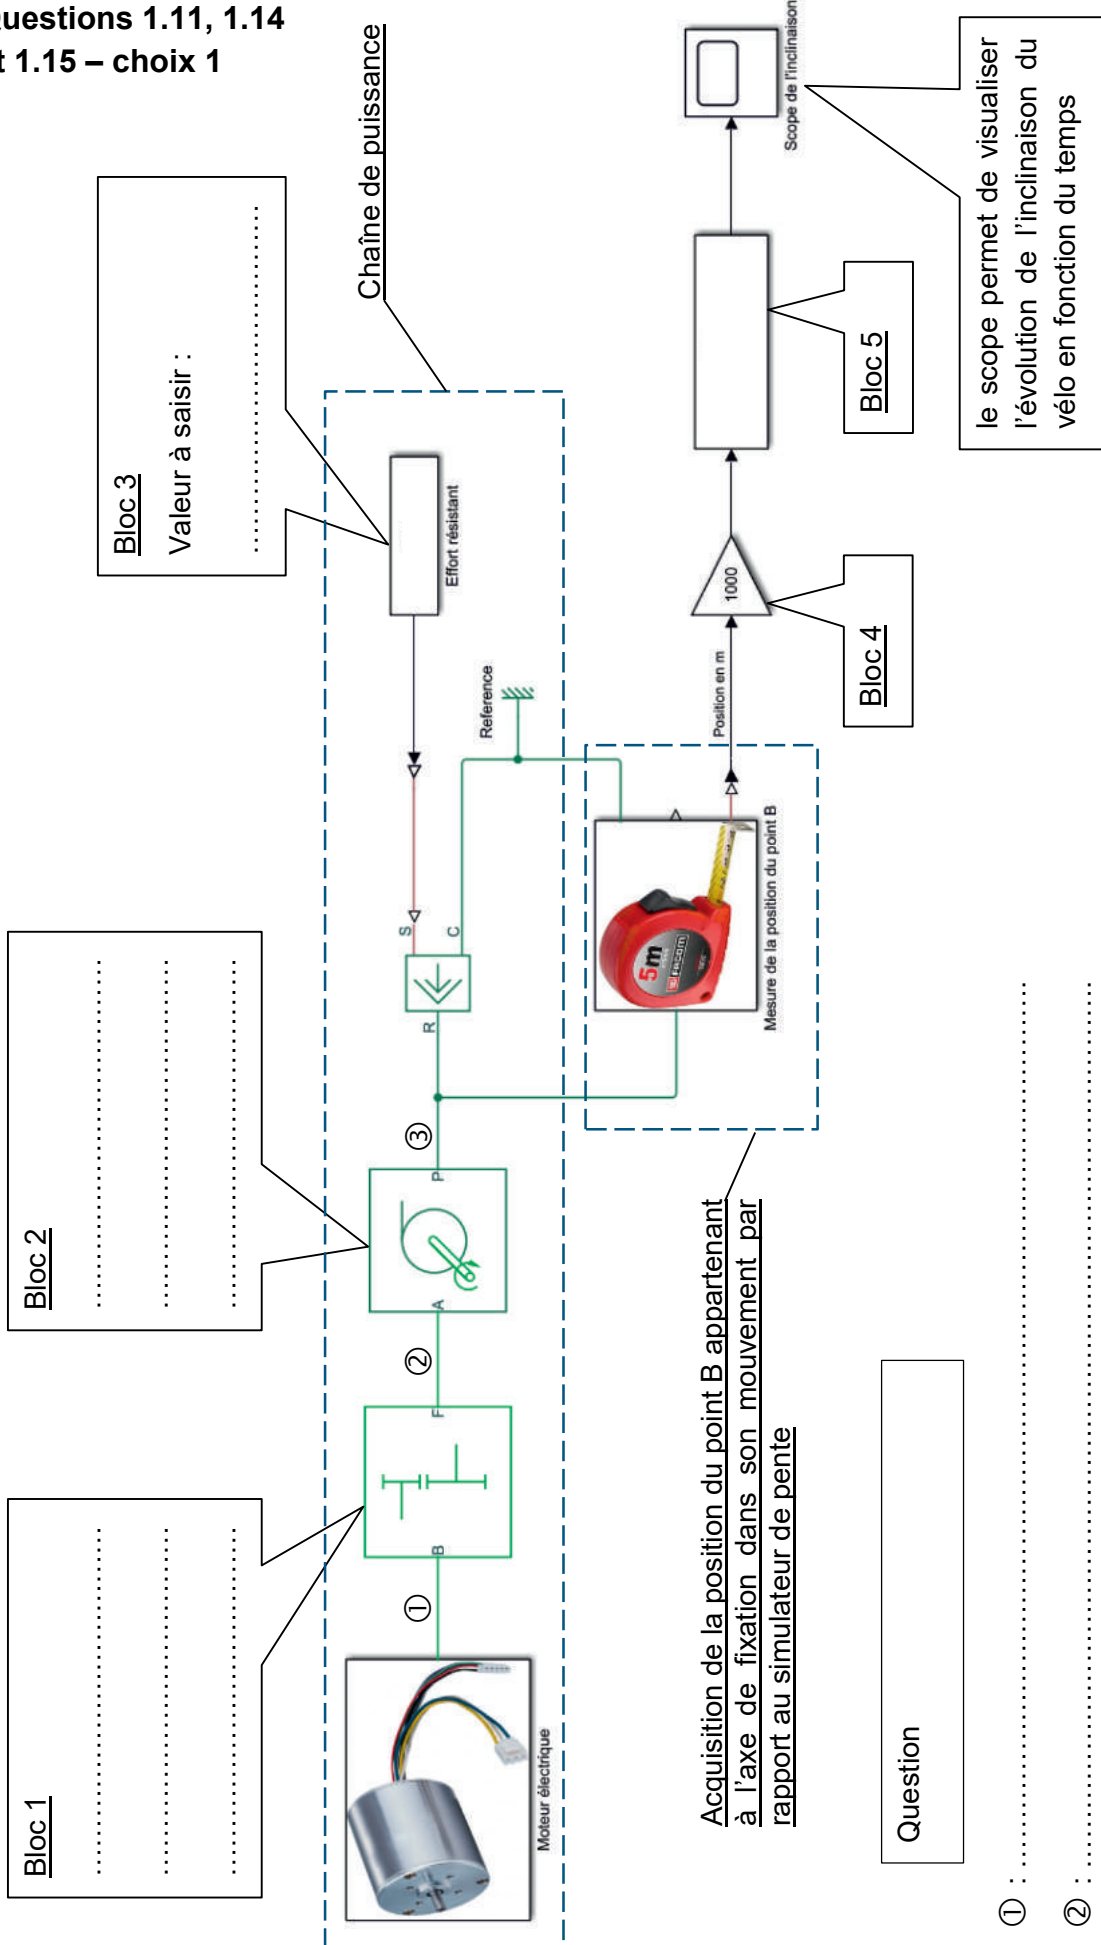 Questions 1.11, 1.14
t 1.15 – choix 1
Bloc 1
..........................................
..........................................
..........................................
Bloc 2
..........................................
..........................................
..........................................
Bloc 3
Valeur à saisir :
..........................................
Chaîne de puissance
Moteur électrique
①
B
F
②
A
P
③
R
S
C
Effort résistant
Reference
5m
FACOM
Mesure de la position du point B
Position en m
1000
Bloc 4
Bloc 5
Scope de l'inclinaison
le scope permet de visualiser
l'évolution de l'inclinaison du
vélo en fonction du temps
Acquisition de la position du point B appartenant
à l'axe de fixation dans son mouvement par
rapport au simulateur de pente
Question
① : ..........................................
② : ..........................................